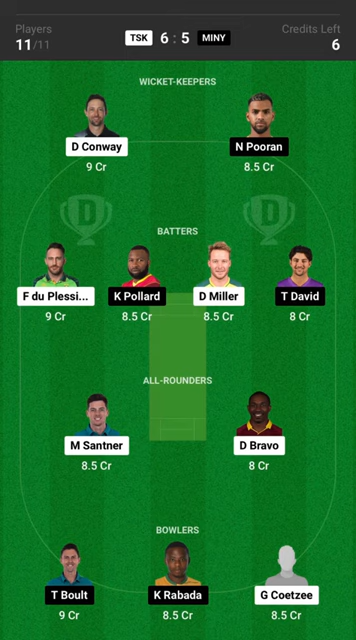 Players
Credits Left
11/11
TSK 6 : 5 MINY
6
WICKET-KEEPERS
D Conway
N Pooran
9 Cr
8.5 Cr
D
D
BATTERS
F du Plessi...
K Pollard
D Miller
T David
9 Cr
8.5 Cr
8.5 Cr
8 Cr
ALL-ROUNDERS
M Santner
D Bravo
8.5 Cr
8 Cr
BOWLERS
T Boult
K Rabada
G Coetzee
9 Cr
8.5 Cr
8.5 Cr